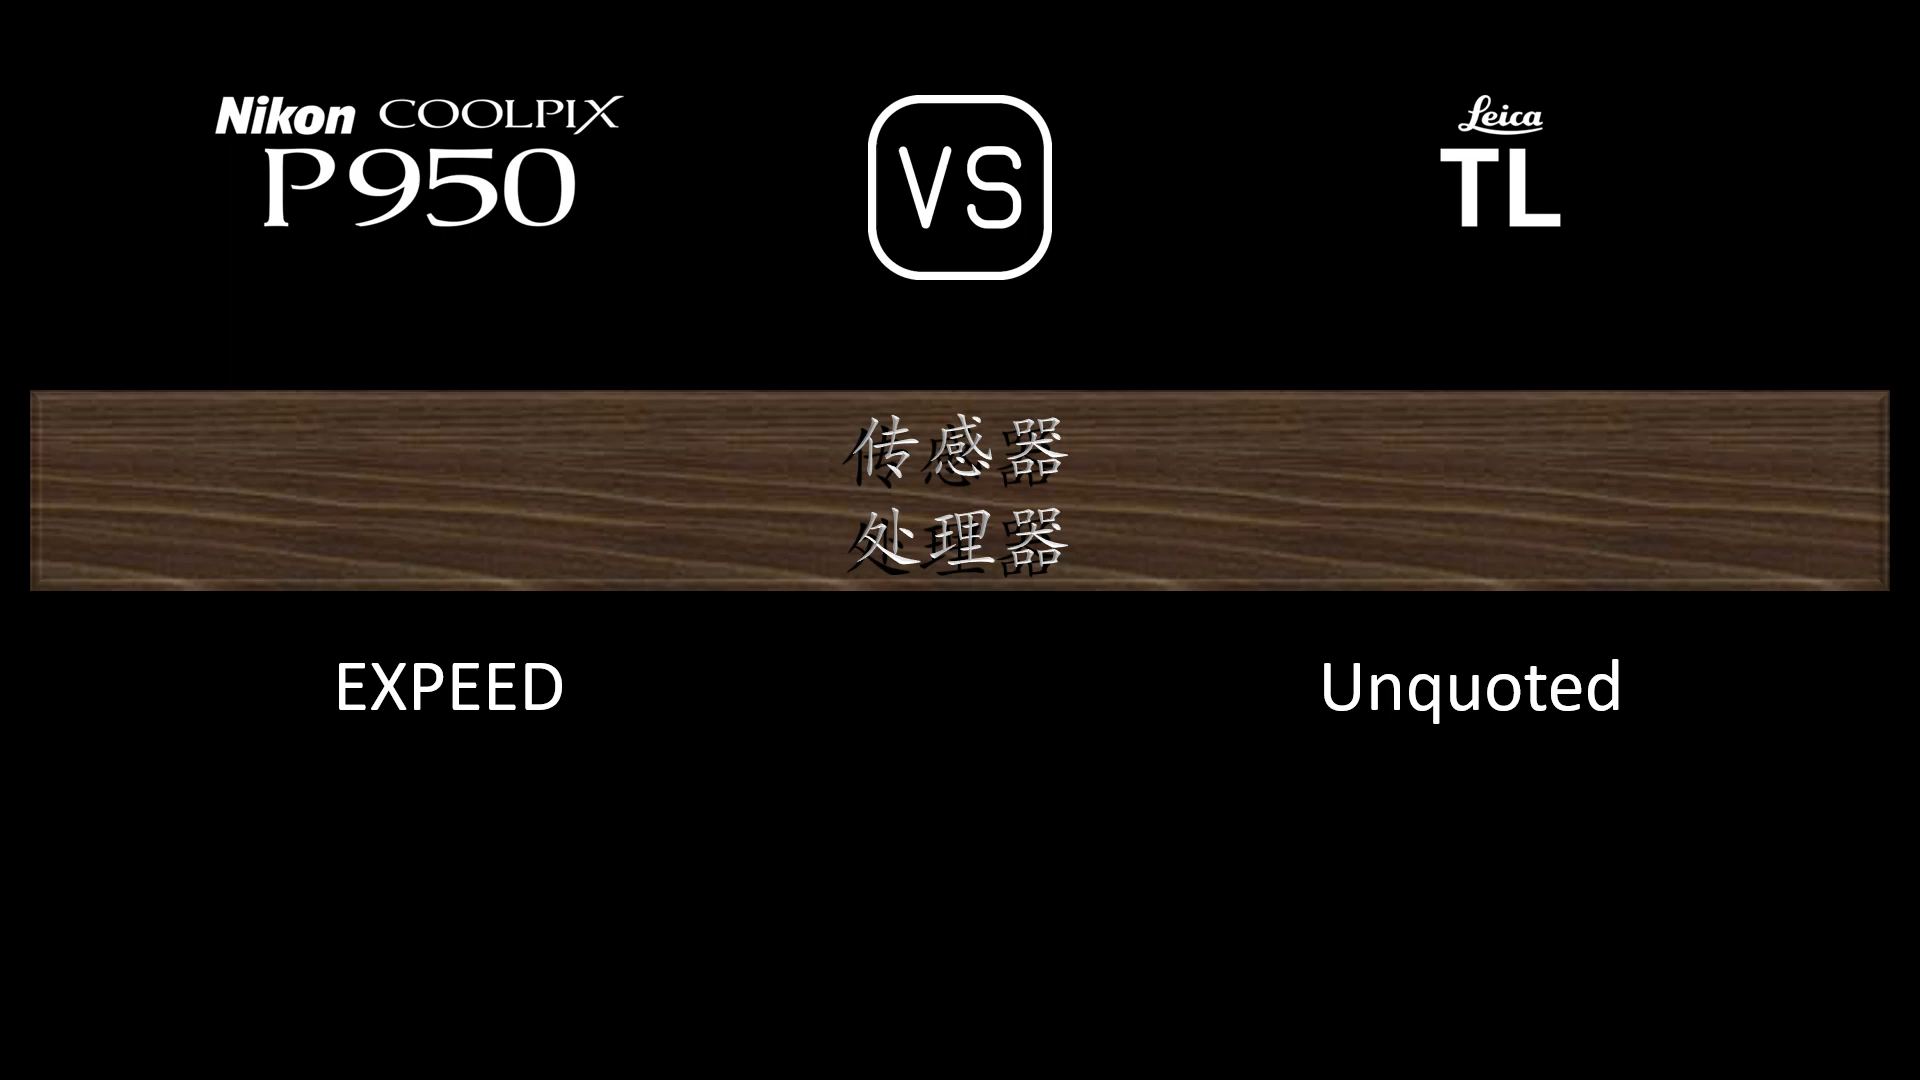 Nikon COOLPIX
P950
VS
Leica
TL
传感器
处理器
EXPEED
Unquoted